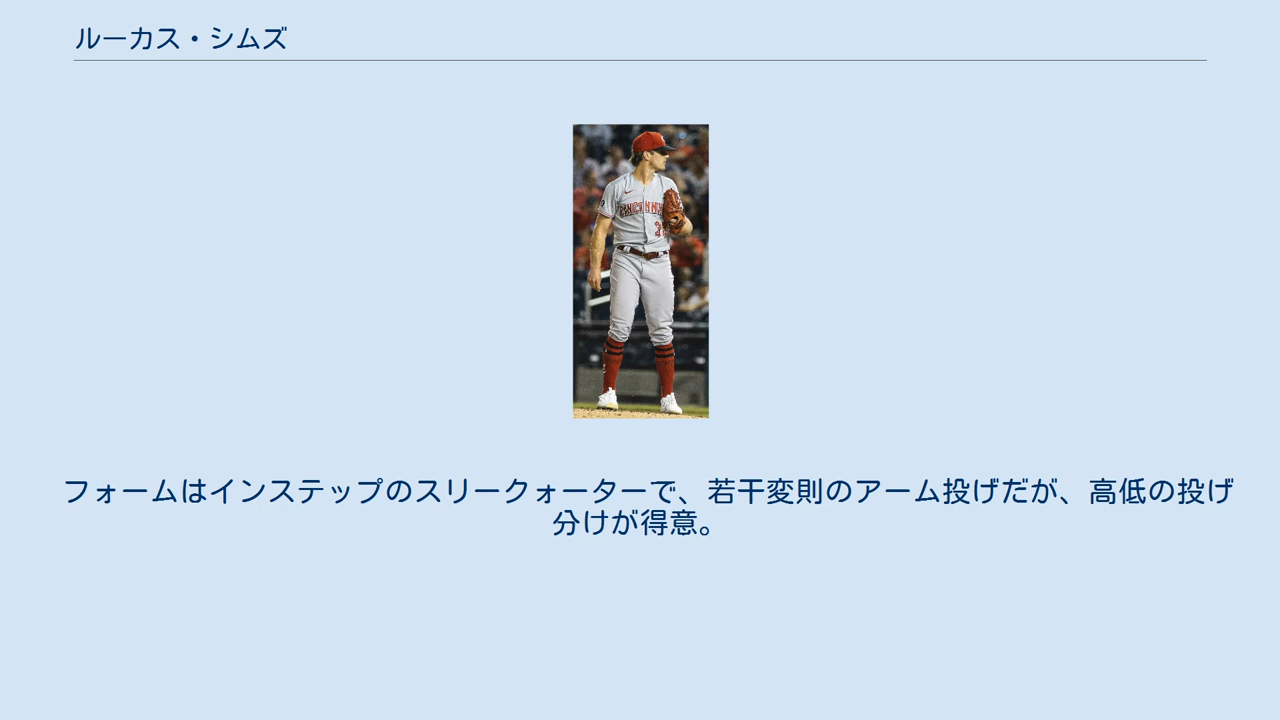 ルーカス・シムズ
CINCINNATI
フォームはインステップのスリークォーターで、若干変則のアーム投げだが、高低の投げ
分けが得意。